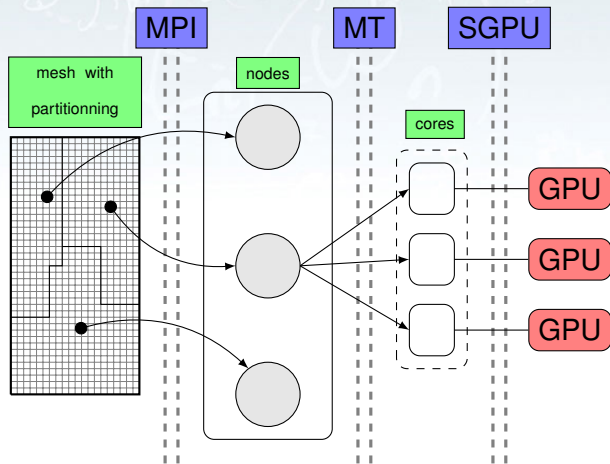 MPI
MT
SGPU
mesh with
partitionning
nodes
cores
GPU
GPU
GPU